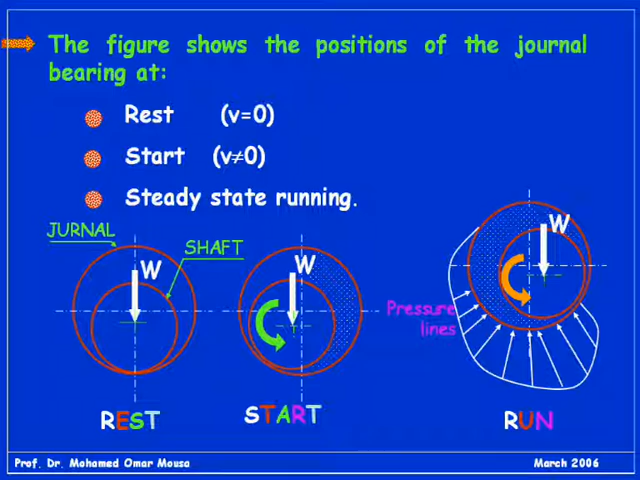 The figure shows the positions of the journal
bearing at:
Rest (v=0)
Start (v≠0)
Steady state running.
JURNAL
SHAFT
W
W
W
Pressure
lines
REST
START
RUN
Prof. Dr. Mohamed Omar Mousa
March 2006